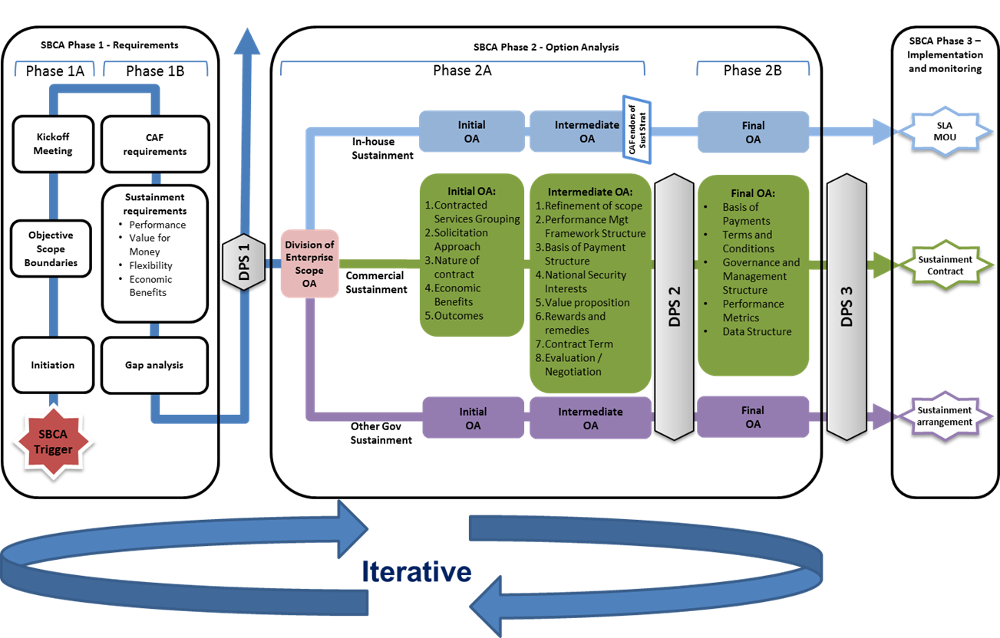 SBCA Phase 1 - Requirements
Phase 1A
Phase 1B
Kickoff
Meeting
Objective
Scope
Boundaries
Initiation
SBCA
Trigger
CAF
requirements
Sustainment
requirements
• Performance
• Value for
Money
• Flexibility
• Economic
Benefits
Gap analysis
DPS 1
SBCA Phase 2 - Option Analysis
Phase 2A
Phase 2B
Division of
Enterprise
Scope
OA
In-house
Sustainment
Initial
OA
Intermediate
OA
CAF endors of
Sust Strat
Final
OA
Commercial
Sustainment
Initial OA:
1. Contracted
Services Grouping
2. Solicitation
Approach
3. Nature of
contract
4. Economic
Benefits
5. Outcomes
Intermediate OA:
1. Refinement of scope
2. Performance Mgt
Framework Structure
3. Basis of Payment
Structure
4. National Security
Interests
5. Value proposition
6. Rewards and
remedies
7. Contract Term
8. Evaluation /
Negotiation
DPS 2
Final OA:
• Basis of
Payments
• Terms and
Conditions
• Governance and
Management
Structure
• Performance
Metrics
• Data Structure
DPS 3
Other Gov
Sustainment
Initial
OA
Intermediate
OA
Final
OA
SBCA Phase 3 –
Implementation
and monitoring
SLA
MOU
Sustainment
Contract
Sustainment
arrangement
Iterative